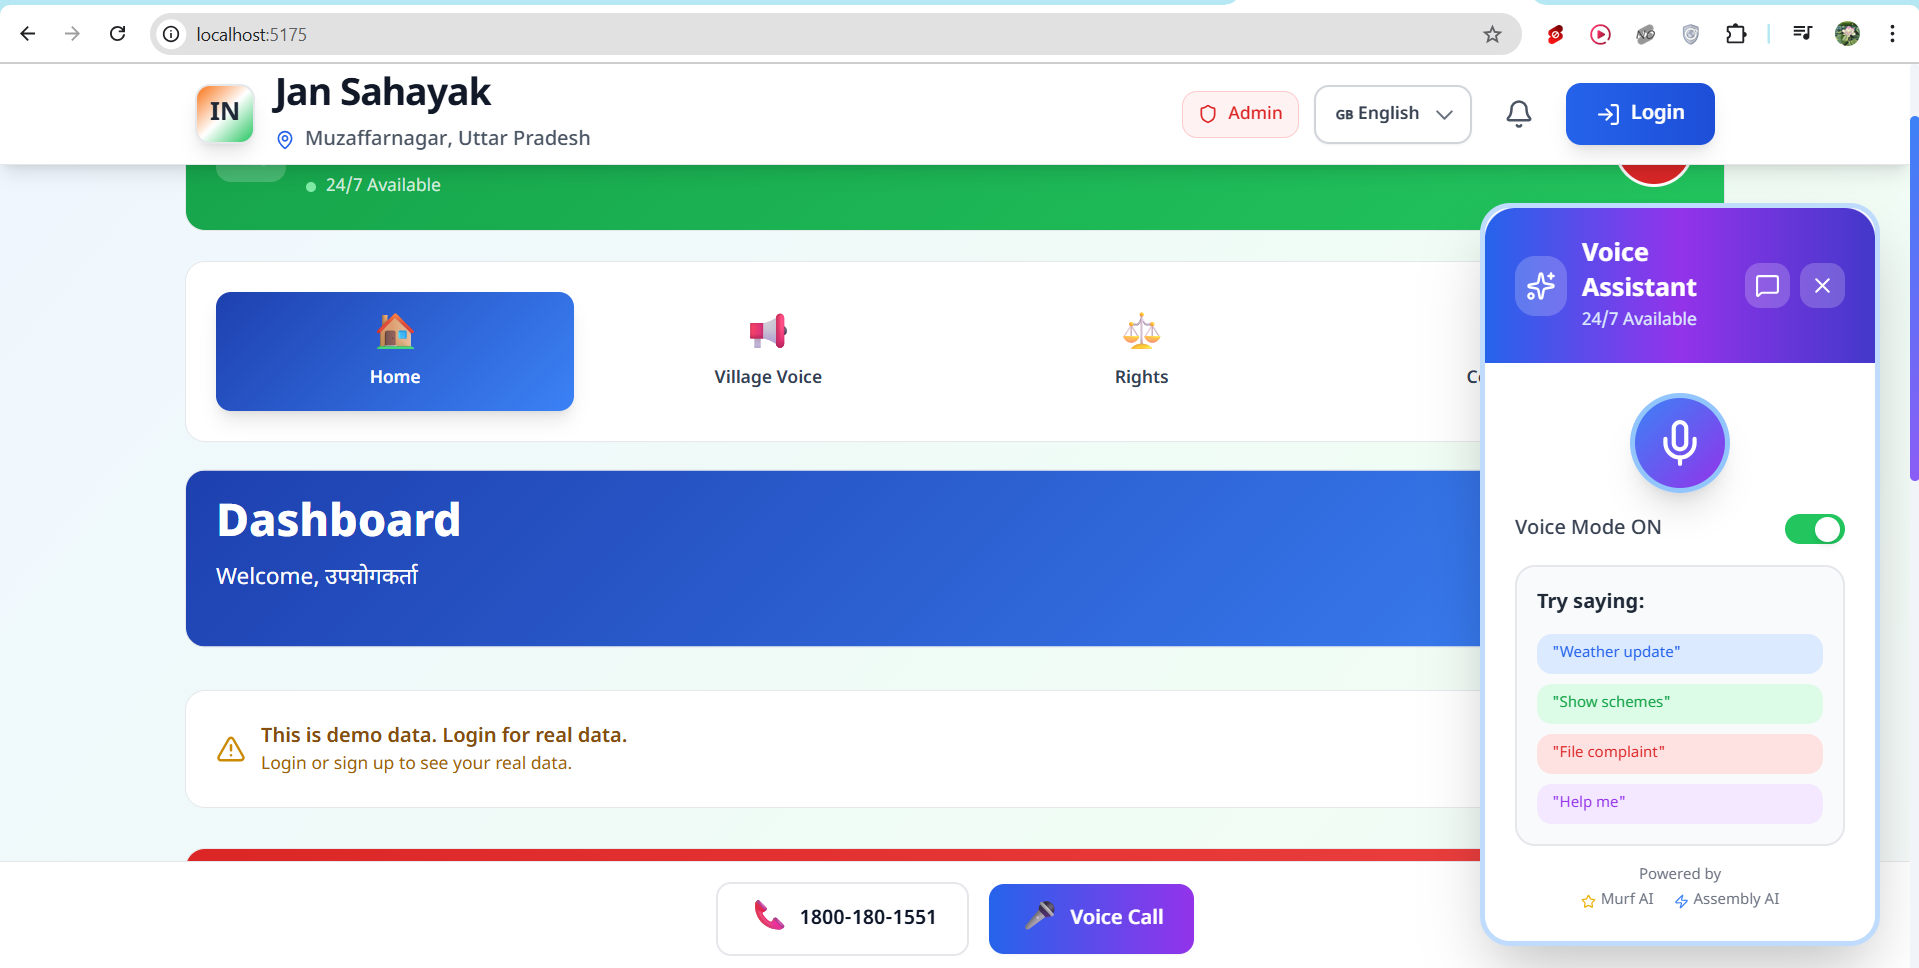 localhost:5175
IN
Jan Sahayak
Muzaffarnagar, Uttar Pradesh
Admin
GB English
Login
24/7 Available
Home
Village Voice
Rights
Dashboard
Welcome, उपयोगकर्ता
This is demo data. Login for real data.
Login or sign up to see your real data.
1800-180-1551
Voice Call
Voice
Assistant
24/7 Available
Voice Mode ON
Try saying:
"Weather update"
"Show schemes"
"File complaint"
"Help me"
Powered by
Murf AI
Assembly AI